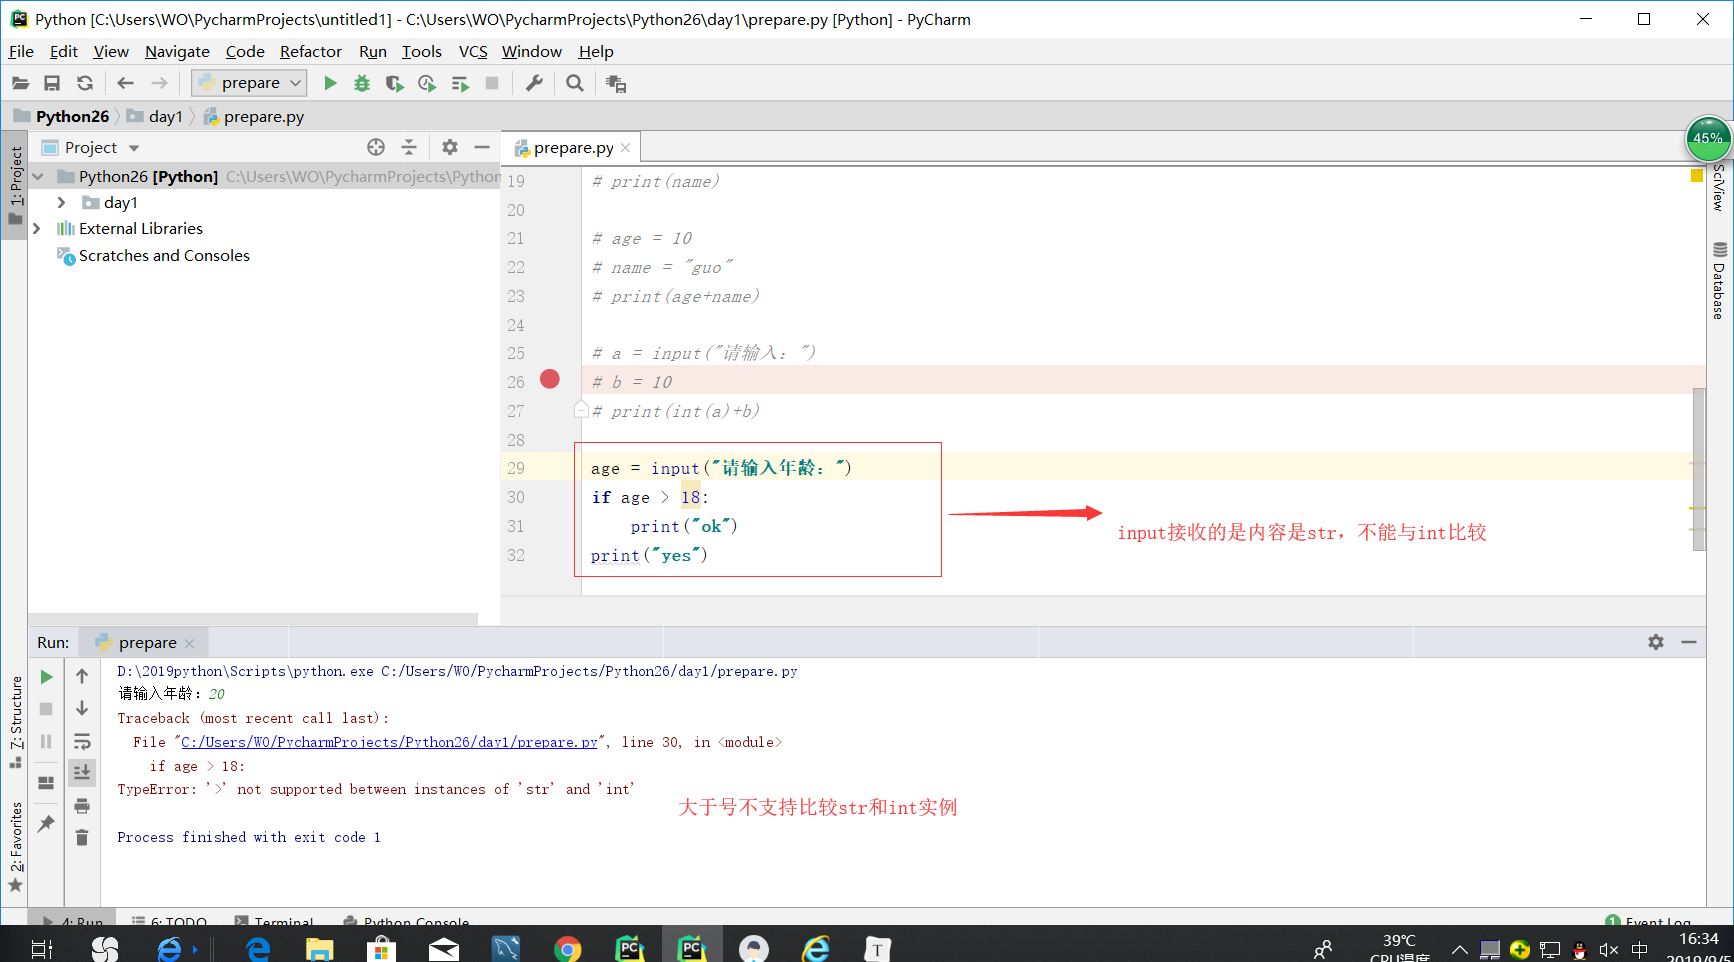 Python [C:\Users\WO\PycharmProjects\untitled1] - C:\Users\WO\PycharmProjects\Python26\day1\prepare.py [Python] - PyCharm
File Edit View Navigate Code Refactor Run Tools VCS Window Help
prepare
Python26 day1 prepare.py
Project
prepare.py
45%
1: Project
Python26 [Python] C:\Users\WO\PycharmProjects\Python
day1
External Libraries
Scratches and Consoles
19 # print(name)
20
21 # age = 10
22 # name = "guo"
23 # print(age+name)
24
25 # a = input("请输入：")
26 # b = 10
27 # print(int(a)+b)
28
29 age = input("请输入年龄：")
30 if age > 18:
31 print("ok")
32 print("yes")
input接收的是内容是str，不能与int比较
SciView
Database
Run: prepare
D:\2019python\Scripts\python.exe C:/Users/WO/PycharmProjects/Python26/day1/prepare.py
请输入年龄：20
Traceback (most recent call last):
File "C:/Users/WO/PycharmProjects/Python26/day1/prepare.py", line 30, in <module>
if age > 18:
TypeError: '>' not supported between instances of 'str' and 'int'
大于号不支持比较str和int实例
Process finished with exit code 1
7: Structure
2: Favorites
4: Run 6: TODO Terminal Python Console 1 Event Log
39℃
CPU温度
中
16:34
2019/9/5